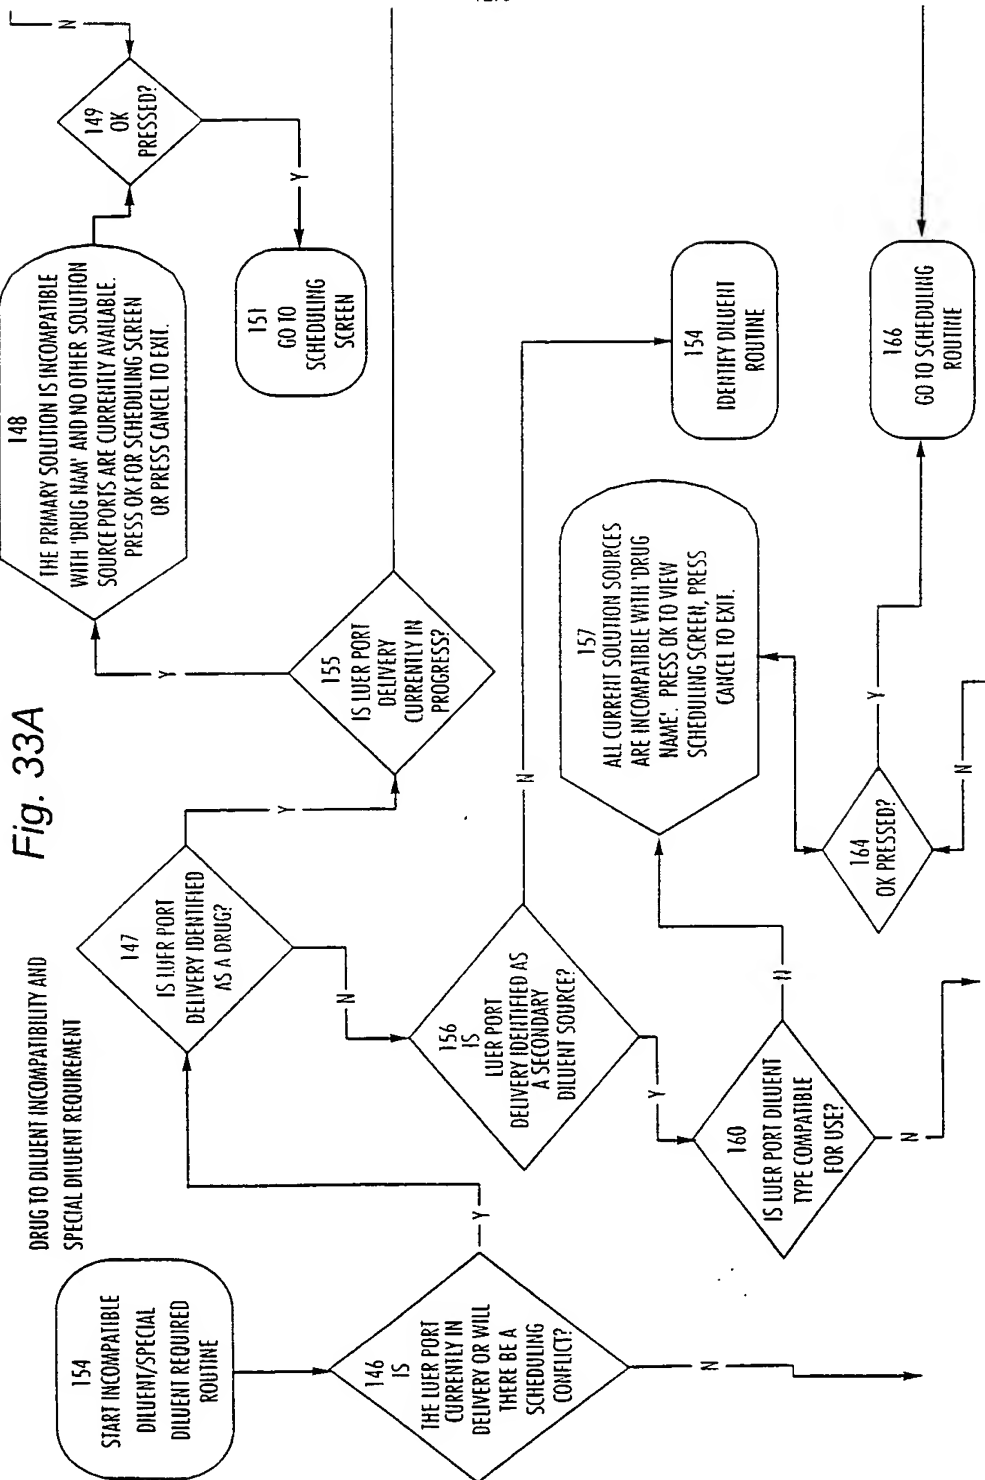 Fig. 33A
DRUG TO DILUENT INCOMPATIBILITY AND
SPECIAL DILUENT REQUIREMENT
154
START INCOMPATIBLE
DILUENT/SPECIAL
DILUENT REQUIRED
ROUTINE
146
IS
THE LUER PORT
CURRENTLY IN
DELIVERY OR WILL
THERE BE A
SCHEDULING
CONFLICT?
Y
N
147
IS LUER PORT
DELIVERY IDENTIFIED
AS A DRUG?
Y
N
155
IS LUER PORT
DELIVERY
CURRENTLY IN
PROGRESS?
Y
148
THE PRIMARY SOLUTION IS INCOMPATIBLE
WITH 'DRUG NAM' AND NO OTHER SOLUTION
SOURCE PORTS ARE CURRENTLY AVAILABLE.
PRESS OK FOR SCHEDULING SCREEN
OR PRESS CANCEL TO EXIT.
149
OK
PRESSED?
N
Y
151
GO TO
SCHEDULING
SCREEN
156
IS
LUER PORT
DELIVERY IDENTIFIED AS
A SECONDARY
DILUENT SOURCE?
N
Y
154
IDENTIFY DILUENT
ROUTINE
160
IS LUER PORT DILUENT
TYPE COMPATIBLE
FOR USE?
N
N
157
ALL CURRENT SOLUTION SOURCES
ARE INCOMPATIBLE WITH 'DRUG
NAME'. PRESS OK TO VIEW
SCHEDULING SCREEN, PRESS
CANCEL TO EXIT.
164
OK PRESSED?
Y
N
166
GO TO SCHEDULING
ROUTINE